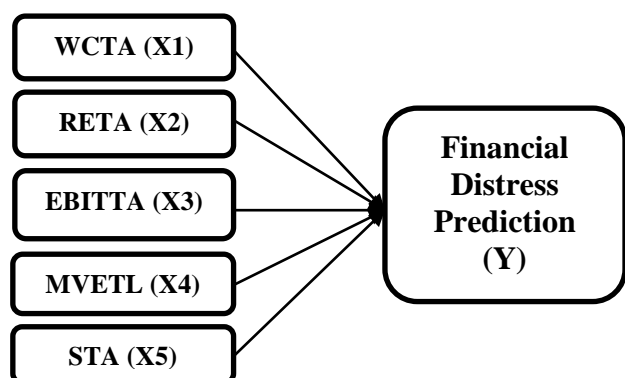 WCTA (X1)
RETA (X2)
EBITTA (X3)
MVETL (X4)
STA (X5)
Financial
Distress
Prediction
(Y)